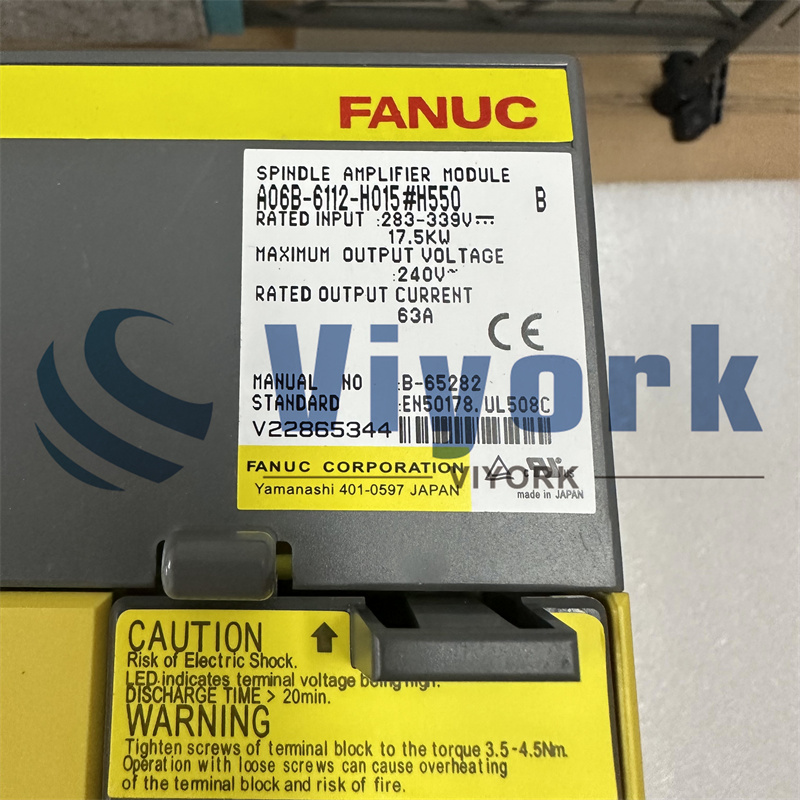 FANUC
SPINDLE AMPLIFIER MODULE
A06B-6112-H015#H550 B
RATED INPUT :283-339V
17.5KW
MAXIMUM OUTPUT VOLTAGE
:240V~
RATED OUTPUT CURRENT
63A
CE
Viyork
MANUAL NO :B-65282
STANDARD :EN50178. UL508C
V22865344
FANUC CORPORATION
VIYORK
Yamanashi 401-0597 JAPAN
made in JAPAN
CAUTION
Risk of Electric Shock.
LED indicates terminal voltage being high.
DISCHARGE TIME > 20min.
WARNING
Tighten screws of terminal block to the torque 3.5-4.5Nm.
Operation with loose screws can cause overheating
of the terminal block and risk of fire.